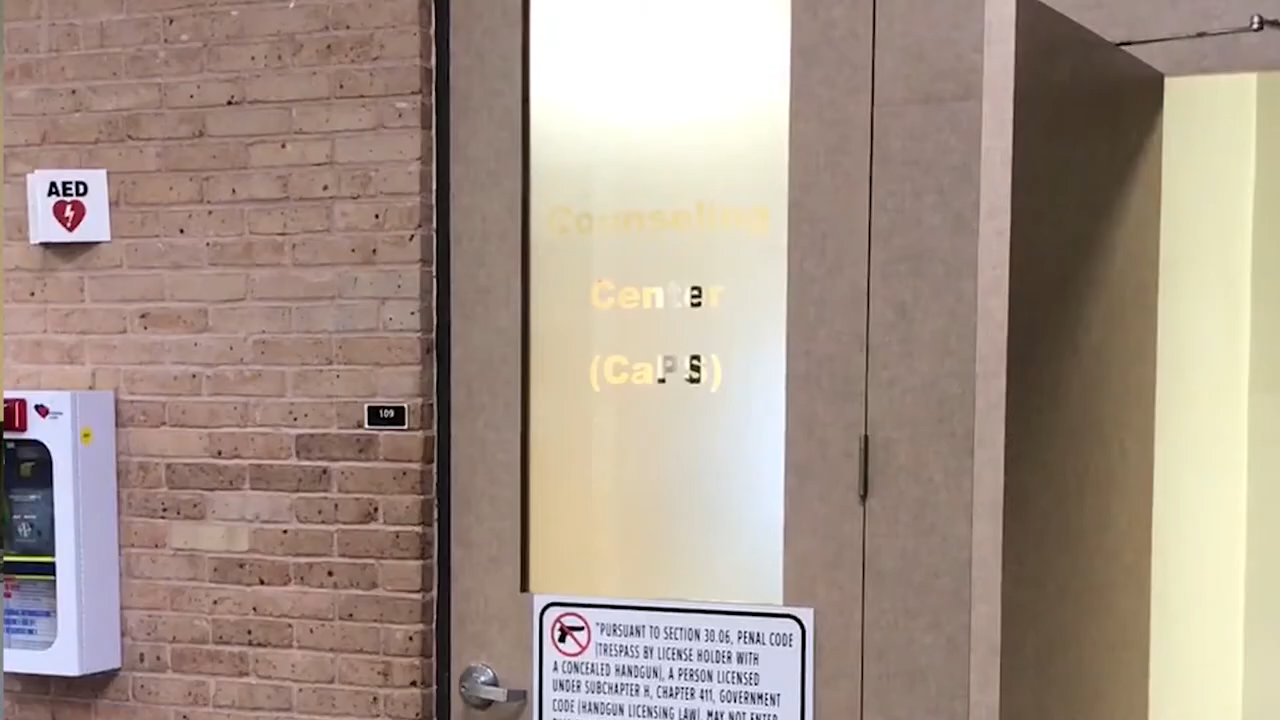 AED
Counseling
Center
(CaPS)
109
"PURSUANT TO SECTION 30.06, PENAL CODE
(TRESPASS BY LICENSE HOLDER WITH
A CONCEALED HANDGUN), A PERSON LICENSED
UNDER SUBCHAPTER H, CHAPTER 411, GOVERNMENT
CODE (HANDGUN LICENSING LAW), MAY NOT ENTER